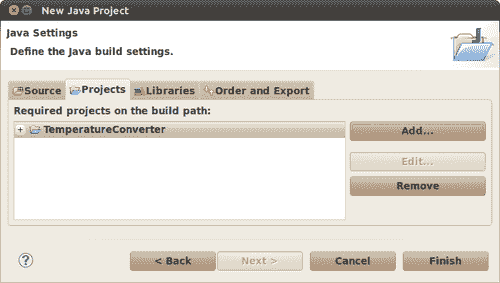 New Java Project
Java Settings
Define the Java build settings.
Source Projects Libraries Order and Export
Required projects on the build path:
TemperatureConverter
Add...
Edit...
Remove
? < Back Next > Cancel Finish